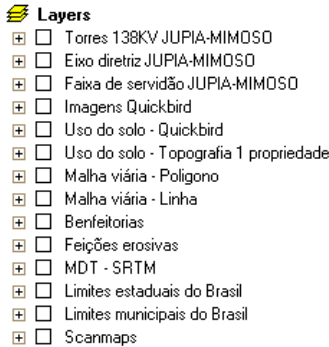 Layers
Torres 138KV JUPIA-MIMOSO
Eixo diretriz JUPIA-MIMOSO
Faixa de servidão JUPIA-MIMOSO
Imagens Quickbird
Uso do solo - Quickbird
Uso do solo - Topografia 1 propriedade
Malha viária - Poligono
Malha viária - Linha
Benfeitorias
Feições erosivas
MDT - SRTM
Limites estaduais do Brasil
Limites municipais do Brasil
Scanmaps